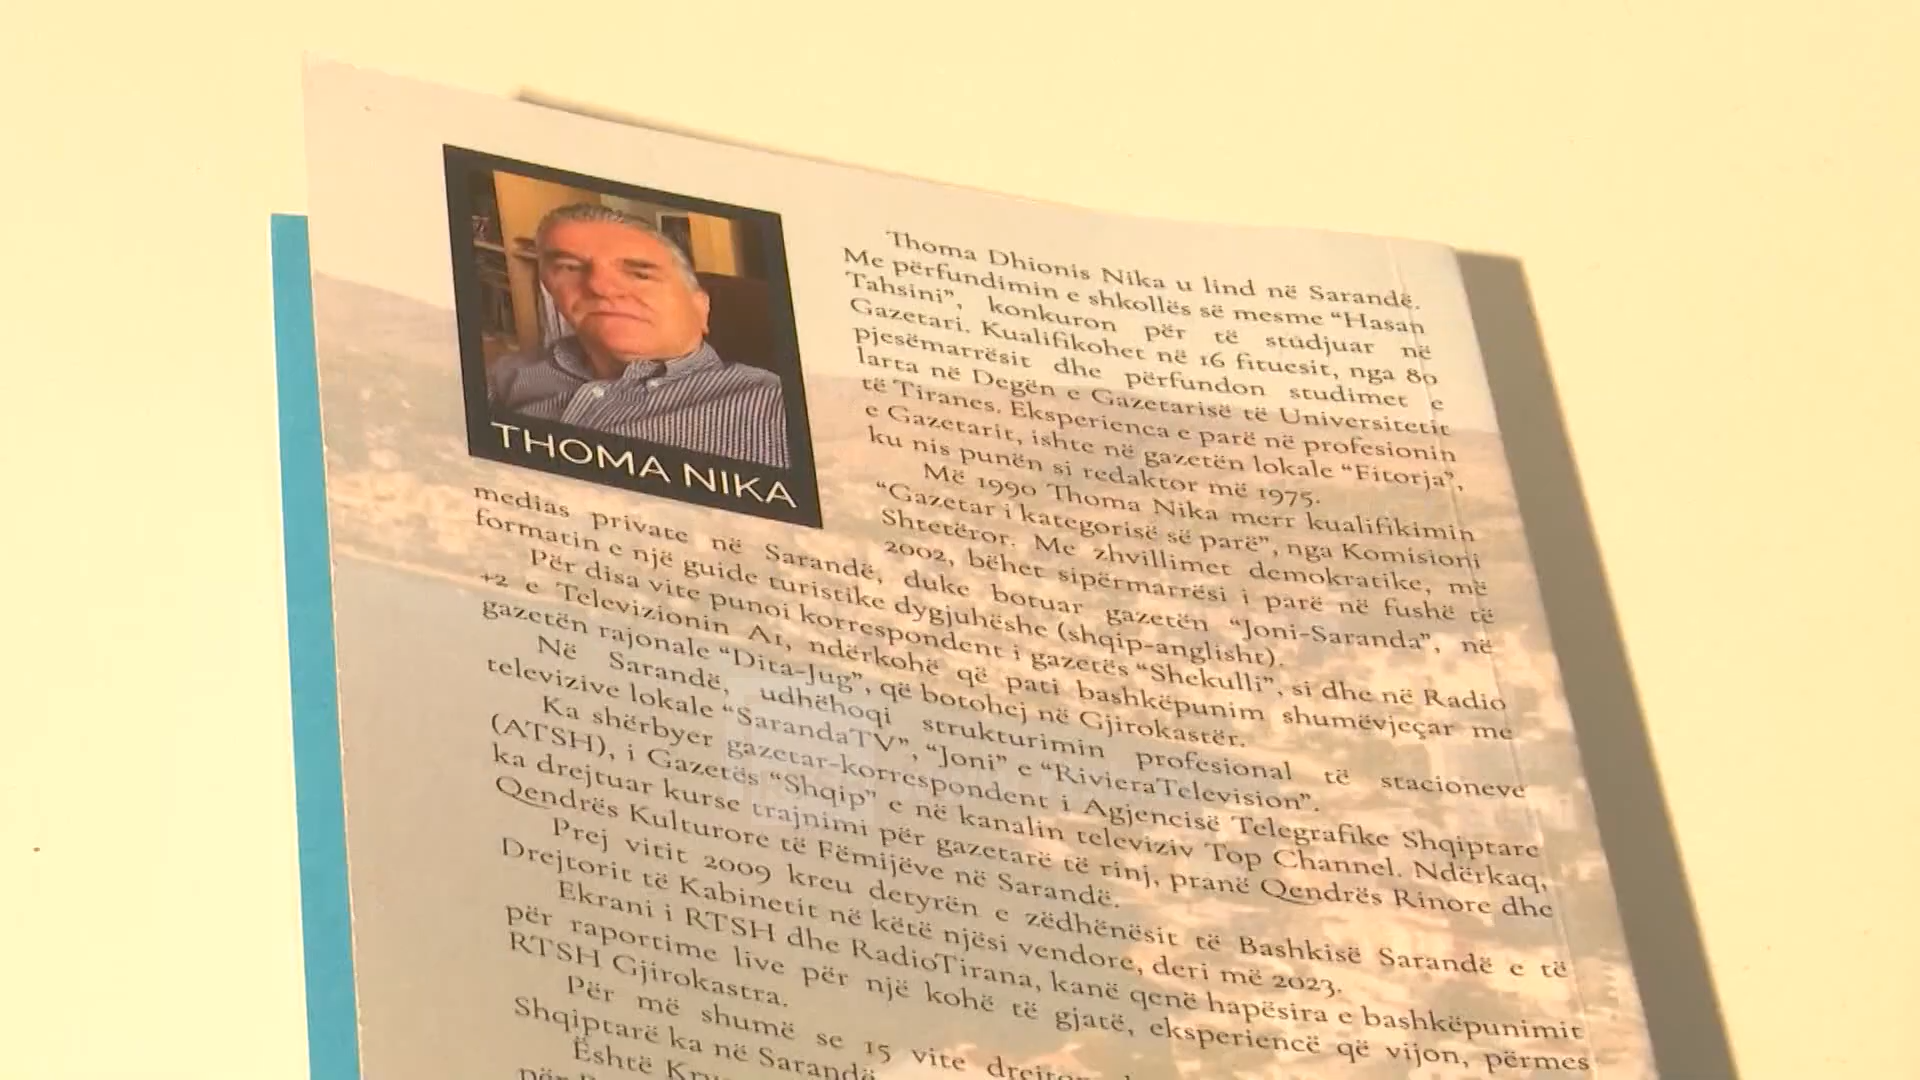 THOMA NIKA
Thoma Dhionis Nika u lind në Sarandë.
Me përfundimin e shkollës së mesme “Hasan
Tahsini”, konkuron për të studjuar në
Gazetari. Kualifikohet në 16 fituesit, nga 80
pjesëmarrësit dhe përfundon studimet e
larta në Degën e Gazetarisë të Universitetit
të Tiranes. Eksperienca e parë në profesionin
e Gazetarit, ishte në gazetën lokale “Fitorja”,
ku nis punën si redaktor më 1975.
Më 1990 Thoma Nika merr kualifikimin
“Gazetar i kategorisë së parë”, nga Komisioni
Shtetëror. Me zhvillimet demokratike, më
2002, bëhet sipërmarrësi i parë në fushë të
medias private në Sarandë, duke botuar gazetën “Joni-Saranda”, në
formatin e një guide turistike dygjuhëshe (shqip-anglisht).
Për disa vite punoi korrespondent i gazetës “Shekulli”, si dhe në Radio
+2 e Televizionin A1, ndërkohë që pati bashkëpunim shumëvjeçar me
gazetën rajonale “Dita-Jug”, që botohej në Gjirokastër.
Në Sarandë, udhëhoqi strukturimin profesional të stacioneve
televizive lokale “SarandaTV”, “Joni” e “RivieraTelevision”.
Ka shërbyer gazetar-korrespondent i Agjencisë Telegrafike Shqiptare
(ATSH), i Gazetës “Shqip” e në kanalin televiziv Top Channel. Ndërkaq,
ka drejtuar kurse trajnimi për gazetarë të rinj, pranë Qendrës Rinore dhe
Qendrës Kulturore të Fëmijëve në Sarandë.
Prej vitit 2009 kreu detyrën e zëdhënësit të Bashkisë Sarandë e të
Drejtorit të Kabinetit në këtë njësi vendore, deri më 2023.
Ekrani i RTSH dhe RadioTirana, kanë qenë hapësira e bashkëpunimit
për raportime live për një kohë të gjatë, eksperiencë që vijon, përmes
RTSH Gjirokastra.
Për më shumë se 15 vite
Shqiptarë ka në Sarandë
Është